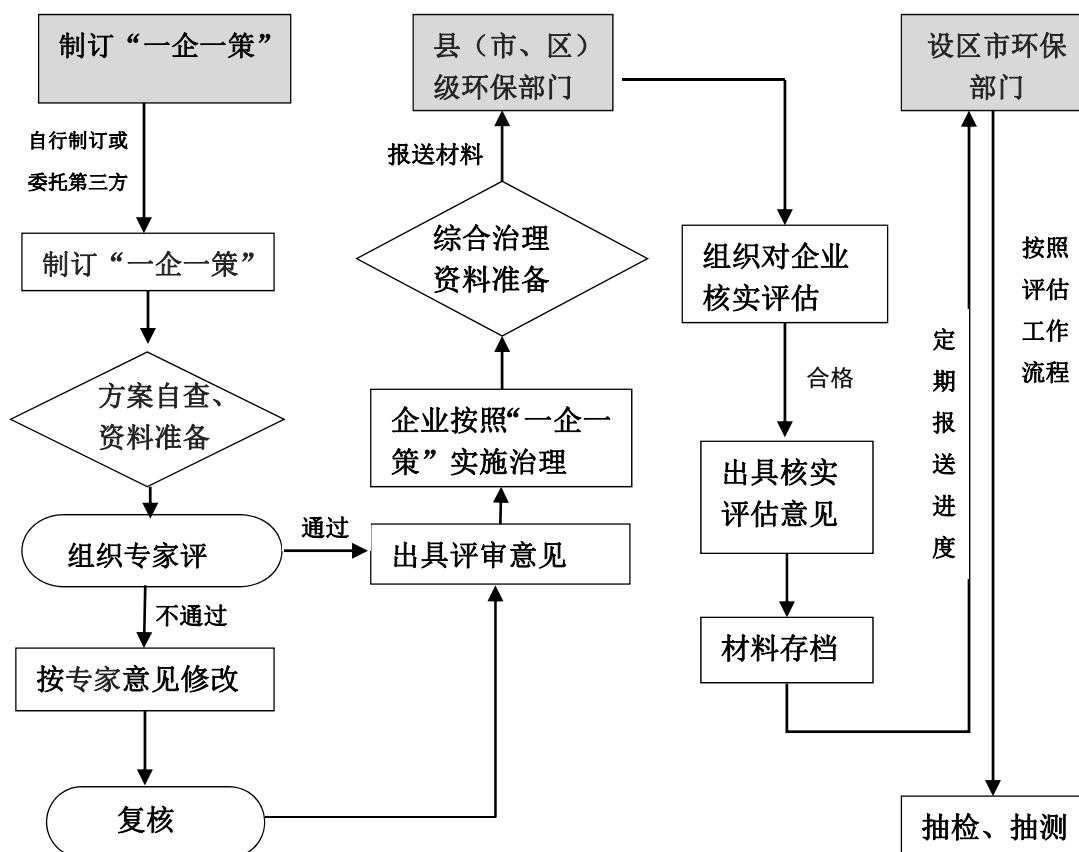 制订“一企一策”
自行制订或
委托第三方
制订“一企一策”
方案自查、
资料准备
组织专家评
通过
不通过
按专家意见修改
复核
县（市、区）
级环保部门
报送材料
综合治理
资料准备
企业按照“一企一
策”实施治理
出具评审意见
组织对企业
核实评估
合格
出具核实
评估意见
材料存档
设区市环保
部门
定
期
报
送
进
度
按照
评估
工作
流程
抽检、抽测